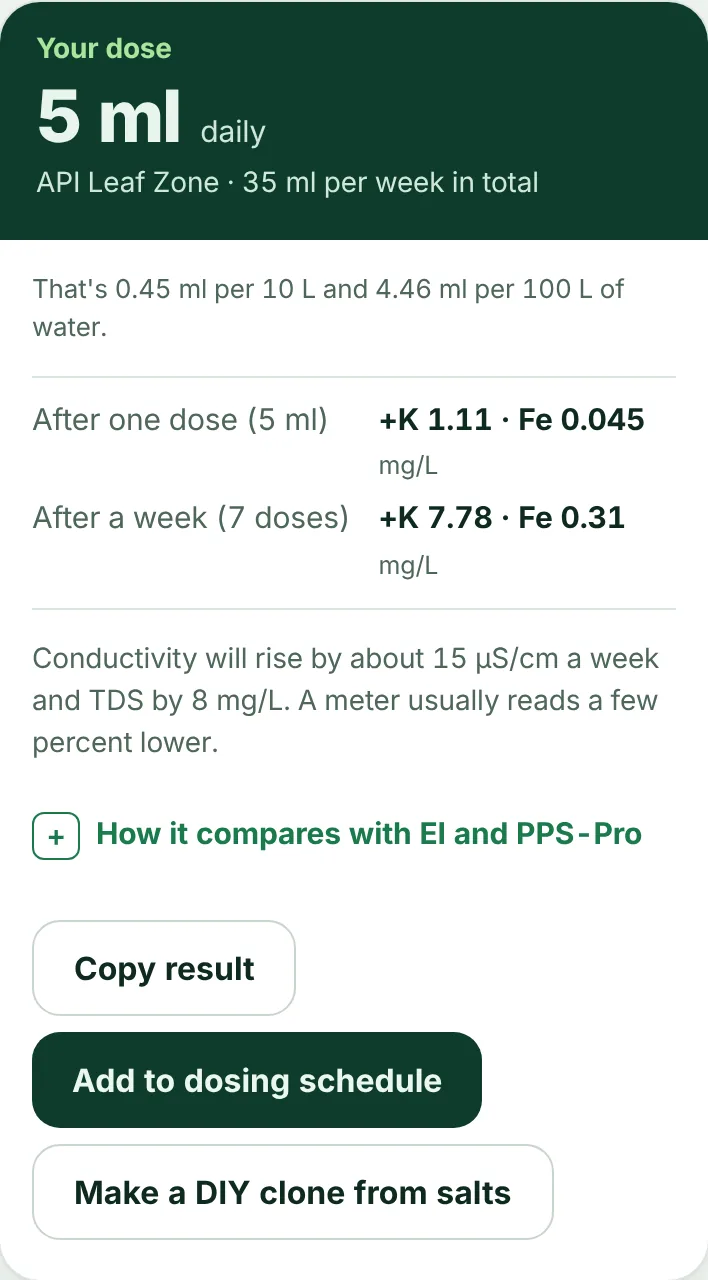 Your dose
5 ml daily
API Leaf Zone · 35 ml per week in total
That's 0.45 ml per 10 L and 4.46 ml per 100 L of
water.
After one dose (5 ml) +K 1.11 · Fe 0.045
mg/L
After a week (7 doses) +K 7.78 · Fe 0.31
mg/L
Conductivity will rise by about 15 µS/cm a week
and TDS by 8 mg/L. A meter usually reads a few
percent lower.
+ How it compares with EI and PPS-Pro
Copy result
Add to dosing schedule
Make a DIY clone from salts